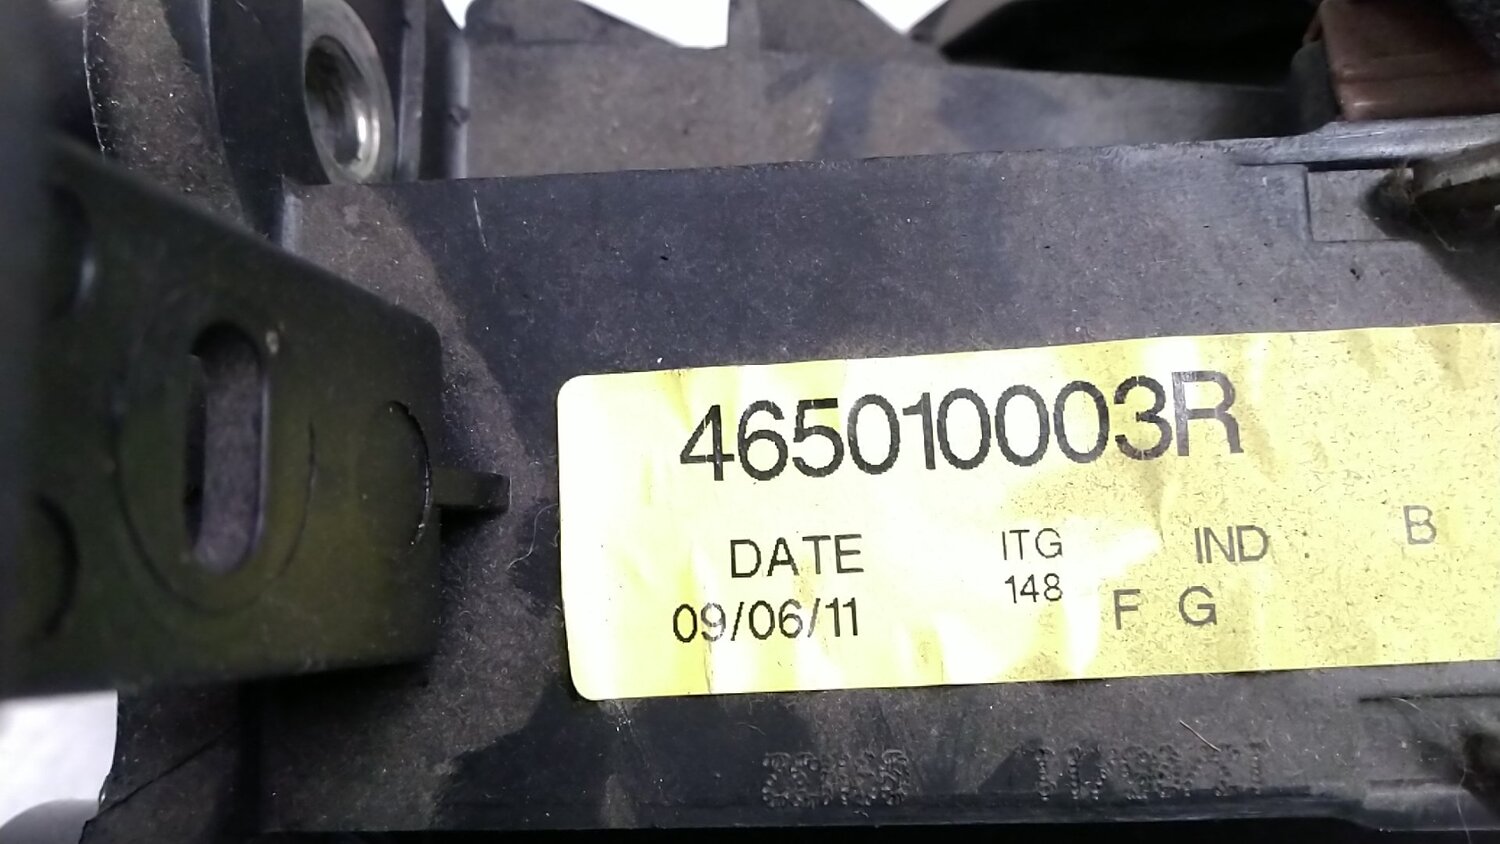 465010003R
DATE ITG IND B
09/06/11 148 F G